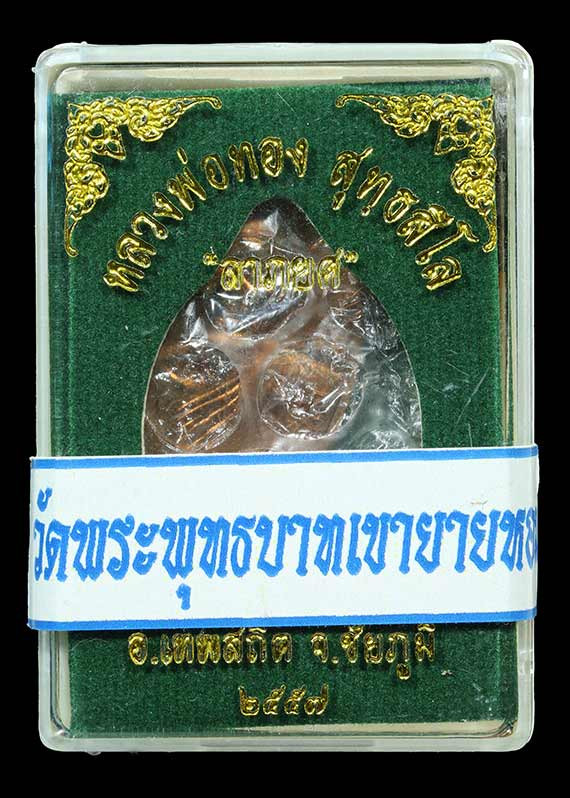 หลวงพ่อทอง สุทธสีโล
"ลาภยศ"
วัดพระพุทธบาทเขายายหอม
อ.เทพสถิต จ.ชัยภูมิ
๒๕๕๗